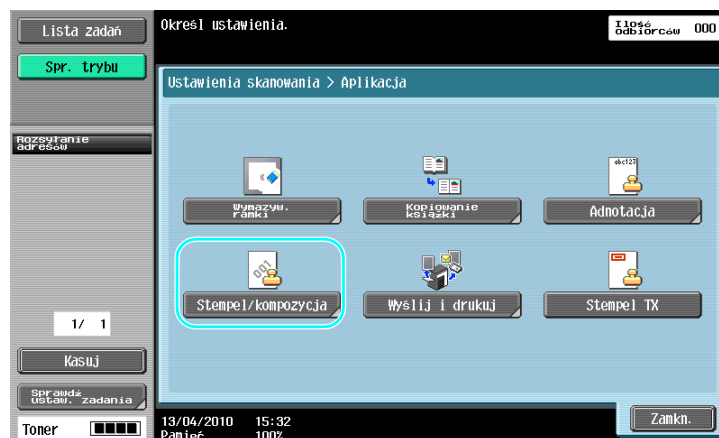 Lista zadań
Spr. trybu
Rozsyłanie
adresów
1/ 1
Kasuj
Sprawdź
ustaw. zadania
Toner
Określ ustawienia.
Ilość
odbiorców 000
Ustawienia skanowania > Aplikacja
Wymazyw.
ramki
Kopiowanie
książki
abc123
Adnotacja
001
Stempel/kompozycja
Wyślij i drukuj
Stempel TX
13/04/2010 15:32
Pamięć 100%
Zamkn.